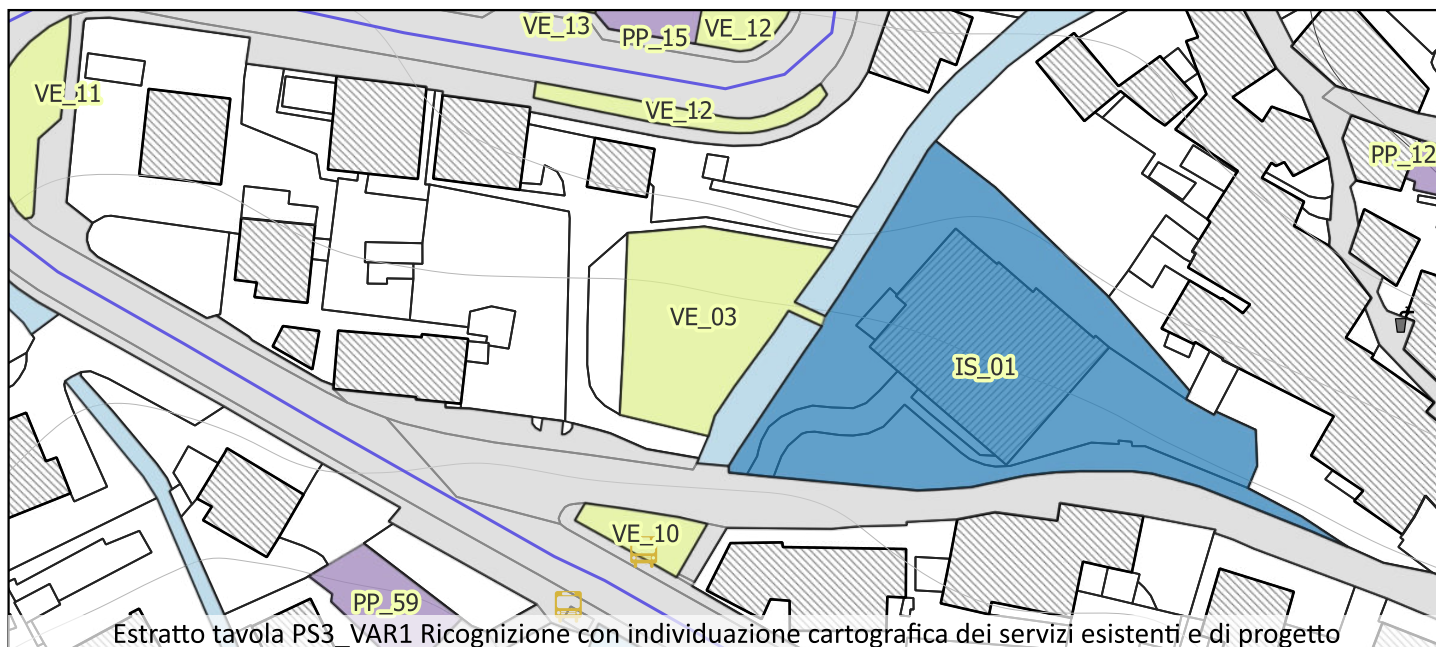 VE_13
PP_15
VE_12
VE_11
VE_12
PP_12
VE_03
IS_01
VE_10
PP_59
Estratto tavola PS3_VAR1 Ricognizione con individuazione cartografica dei servizi esistenti e di progetto